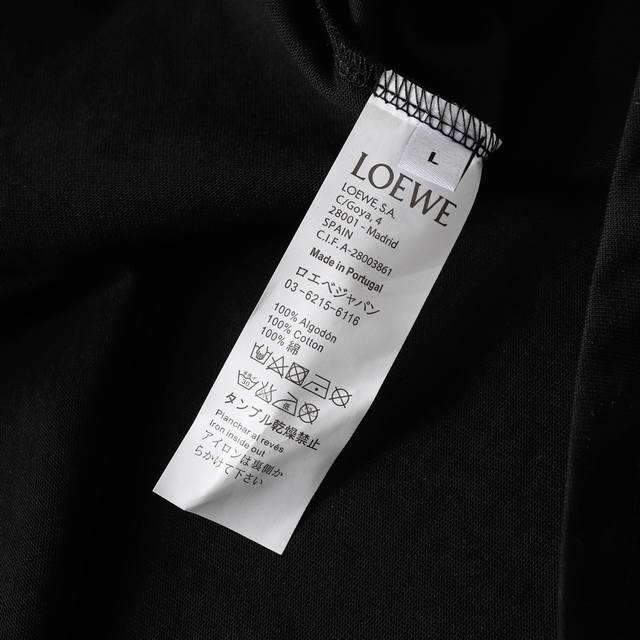 L
LOEWE
LOEWE, S.A.
C/Goya, 4
28001 - Madrid
SPAIN
C.I.F. A-28003861
Made in Portugal
ロエベジャパン
03-6215-6116
100% Algodón
100% Cotton
100% 綿
タンブル乾燥禁止
Planchar al revés
Iron inside out
アイロンは裏側か
らかけて下さい